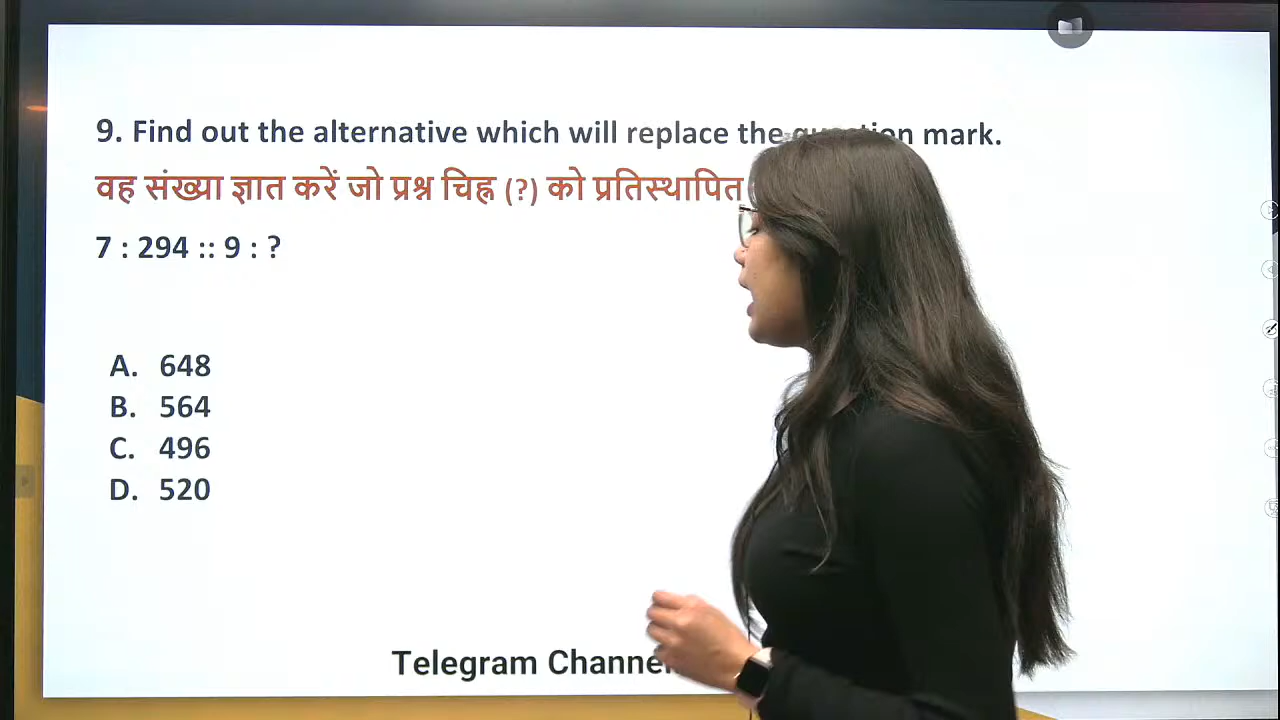 9. Find out the alternative which will replace the question mark.
वह संख्या ज्ञात करें जो प्रश्न चिह्न (?) को प्रतिस्थापित
7 : 294 :: 9 : ?
A. 648
B. 564
C. 496
D. 520
Telegram Channel